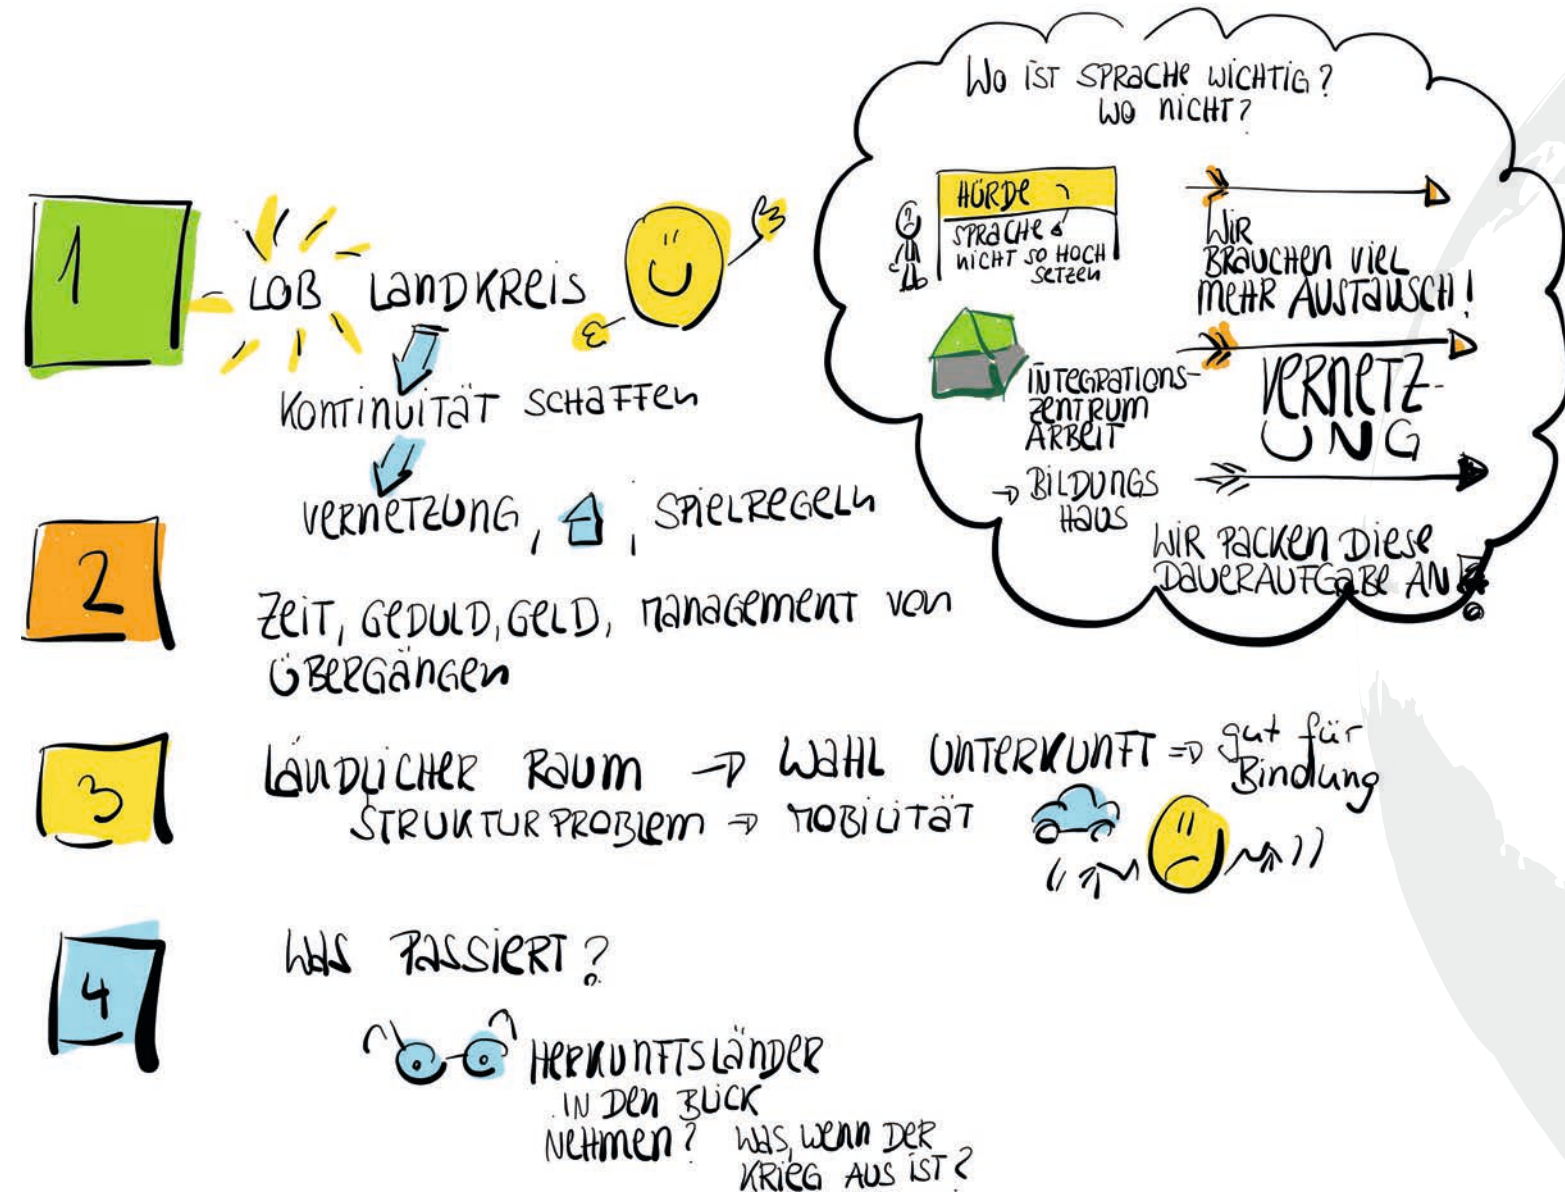 1
LOB LANDKREIS
KONTINUITÄT SCHAFFEN
VERNETZUNG, , SPIELREGELN
2
ZEIT, GEDULD, GELD, MANAGEMENT VON
ÜBERGÄNGEN
3
LÄNDLICHER RAUM → WAHL UNTERKUNFT ⇒ gut für
Bindung
STRUKTURPROBLEM ⇒ MOBILITÄT
4
WAS PASSIERT?
HERKUNFTSLÄNDER
IN DEN BLICK
NEHMEN?
WAS, WENN DER
KRIEG AUS IST?
WO IST SPRACHE WICHTIG?
WO NICHT?
HÜRDE
SPRACHE
NICHT SO HOCH
SETZEN
INTEGRATIONS-
ZENTRUM
ARBEIT
→ BILDUNGS
HAUS
WIR
BRAUCHEN VIEL
MEHR AUSTAUSCH!
VERNETZ-
UNG
WIR PACKEN DIESE
DAUERAUFGABE AN!